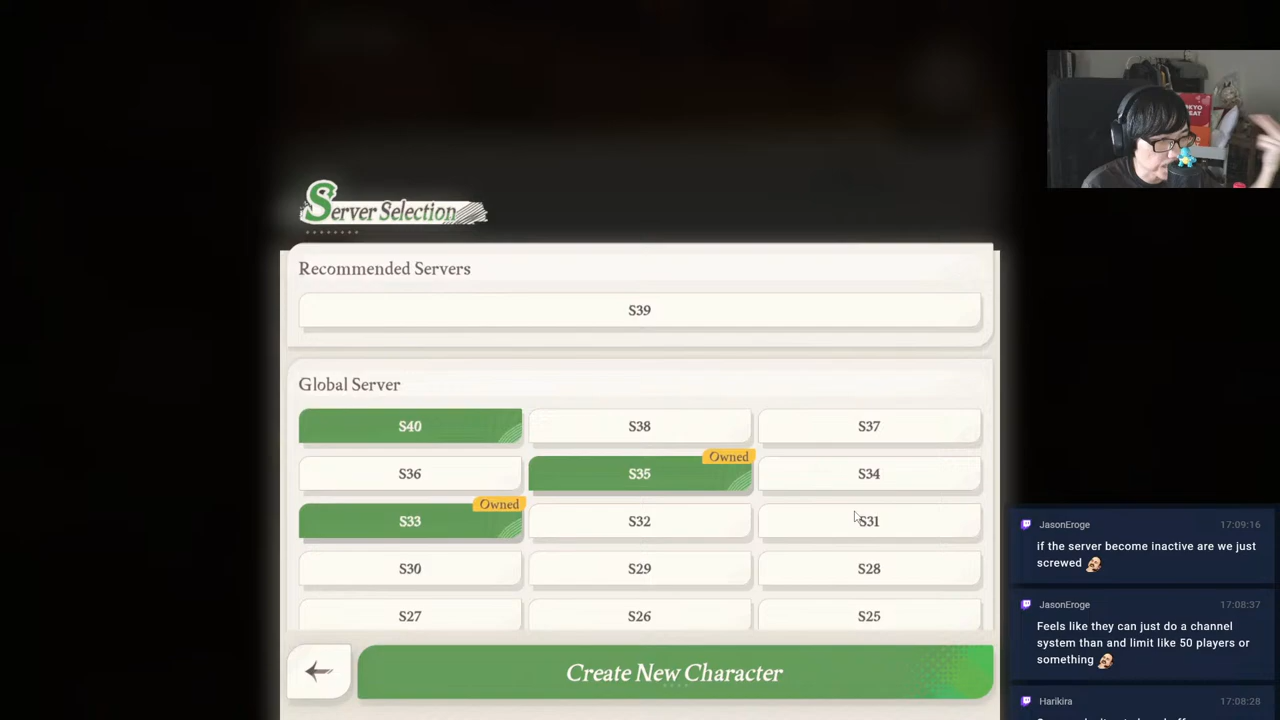 Server Selection
Recommended Servers
S39
Global Server
S40
S38
S37
S36
S35
Owned
S34
S33
Owned
S32
S31
S30
S29
S28
S27
S26
S25
Create New Character
JasonEroge
17:09:16
if the server become inactive are we just
screwed
JasonEroge
17:08:37
Feels like they can just do a channel
system than and limit like 50 players or
something
Harikira
17:08:28